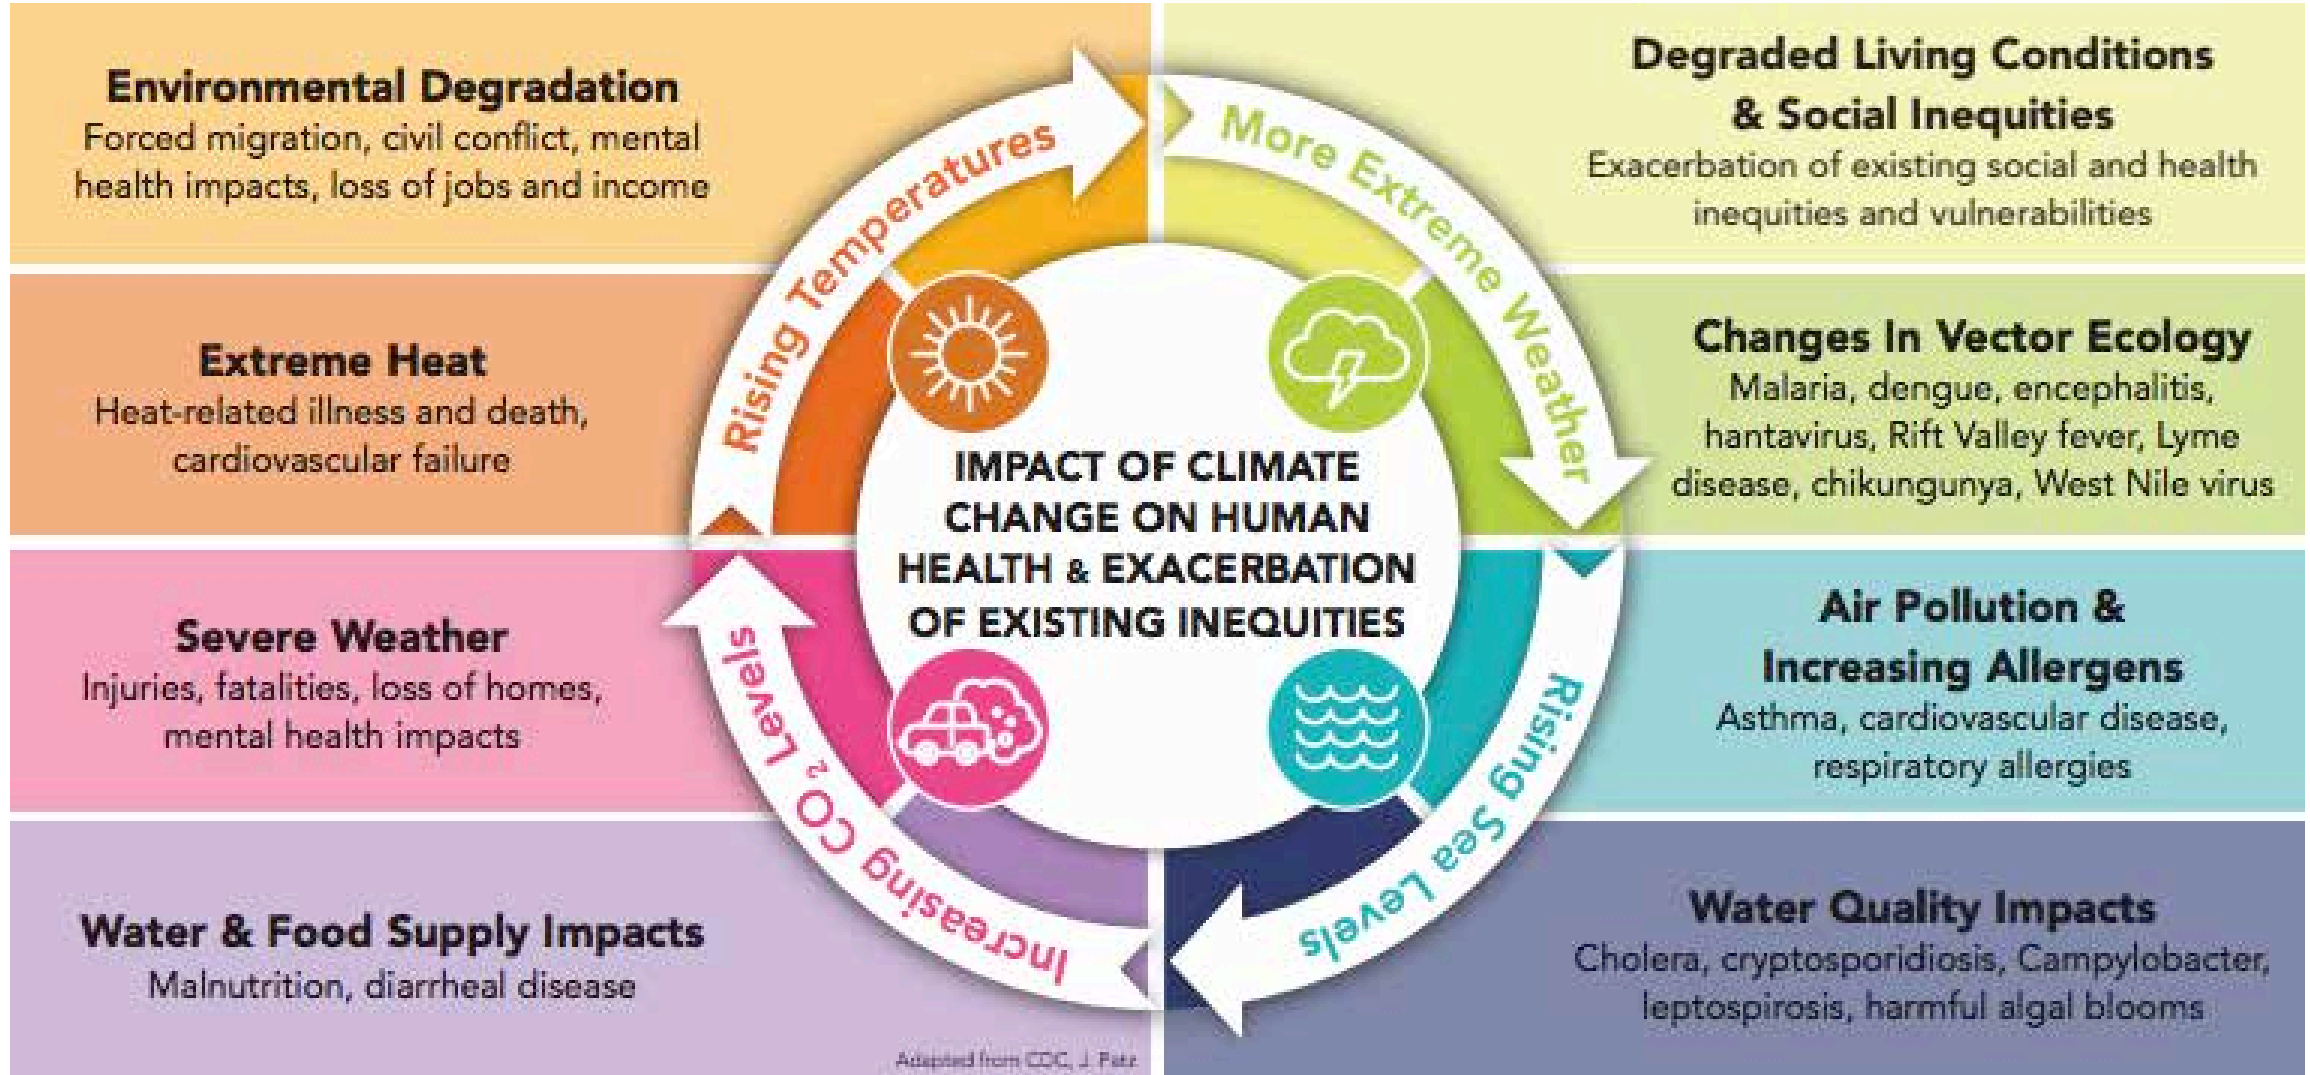 Environmental Degradation
Forced migration, civil conflict, mental
health impacts, loss of jobs and income
Extreme Heat
Heat-related illness and death,
cardiovascular failure
Severe Weather
Injuries, fatalities, loss of homes,
mental health impacts
Water & Food Supply Impacts
Malnutrition, diarrheal disease
Rising Temperatures
More Extreme Weather
Rising Sea Levels
Increasing CO₂ Levels
IMPACT OF CLIMATE
CHANGE ON HUMAN
HEALTH & EXACERBATION
OF EXISTING INEQUITIES
Degraded Living Conditions
& Social Inequities
Exacerbation of existing social and health
inequities and vulnerabilities
Changes In Vector Ecology
Malaria, dengue, encephalitis,
hantavirus, Rift Valley fever, Lyme
disease, chikungunya, West Nile virus
Air Pollution &
Increasing Allergens
Asthma, cardiovascular disease,
respiratory allergies
Water Quality Impacts
Cholera, cryptosporidiosis, Campylobacter,
leptospirosis, harmful algal blooms
Adapted from CDC, J. Patz